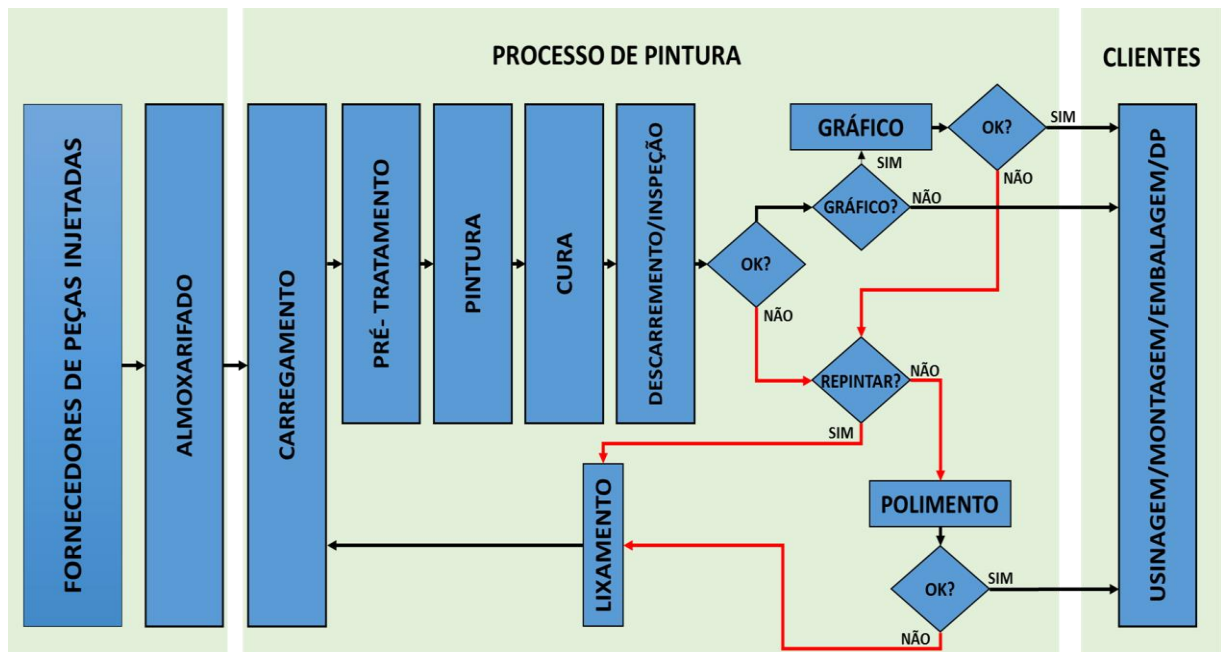 PROCESSO DE PINTURA
CLIENTES
FORNECEDORES DE PEÇAS INJETADAS
ALMOXARIFADO
CARREGAMENTO
PRÉ- TRATAMENTO
PINTURA
CURA
DESCARREMENTO/INSPEÇÃO
OK?
NÃO
GRÁFICO?
SIM
NÃO
GRÁFICO
OK?
SIM
NÃO
REPINTAR?
NÃO
SIM
LIXAMENTO
POLIMENTO
OK?
SIM
NÃO
USINAGEM/MONTAGEM/EMBALAGEM/DP